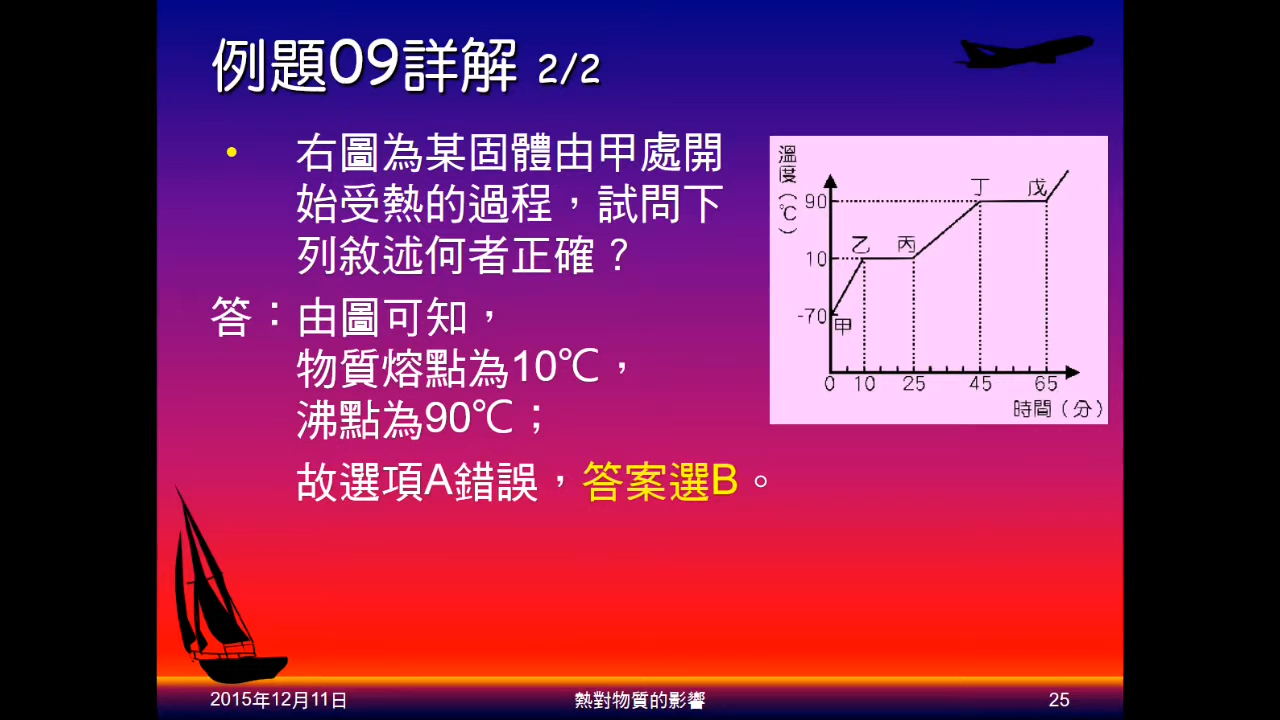 例題09詳解 2/2
• 右圖為某固體由甲處開
始受熱的過程，試問下
列敘述何者正確？
答：由圖可知，
物質熔點為10℃，
沸點為90℃；
故選項A錯誤，答案選B。
溫度(℃)
90
10
-70
甲
乙
丙
丁
戊
0 10 25 45 65
時間(分)
2015年12月11日
熱對物質的影響
25